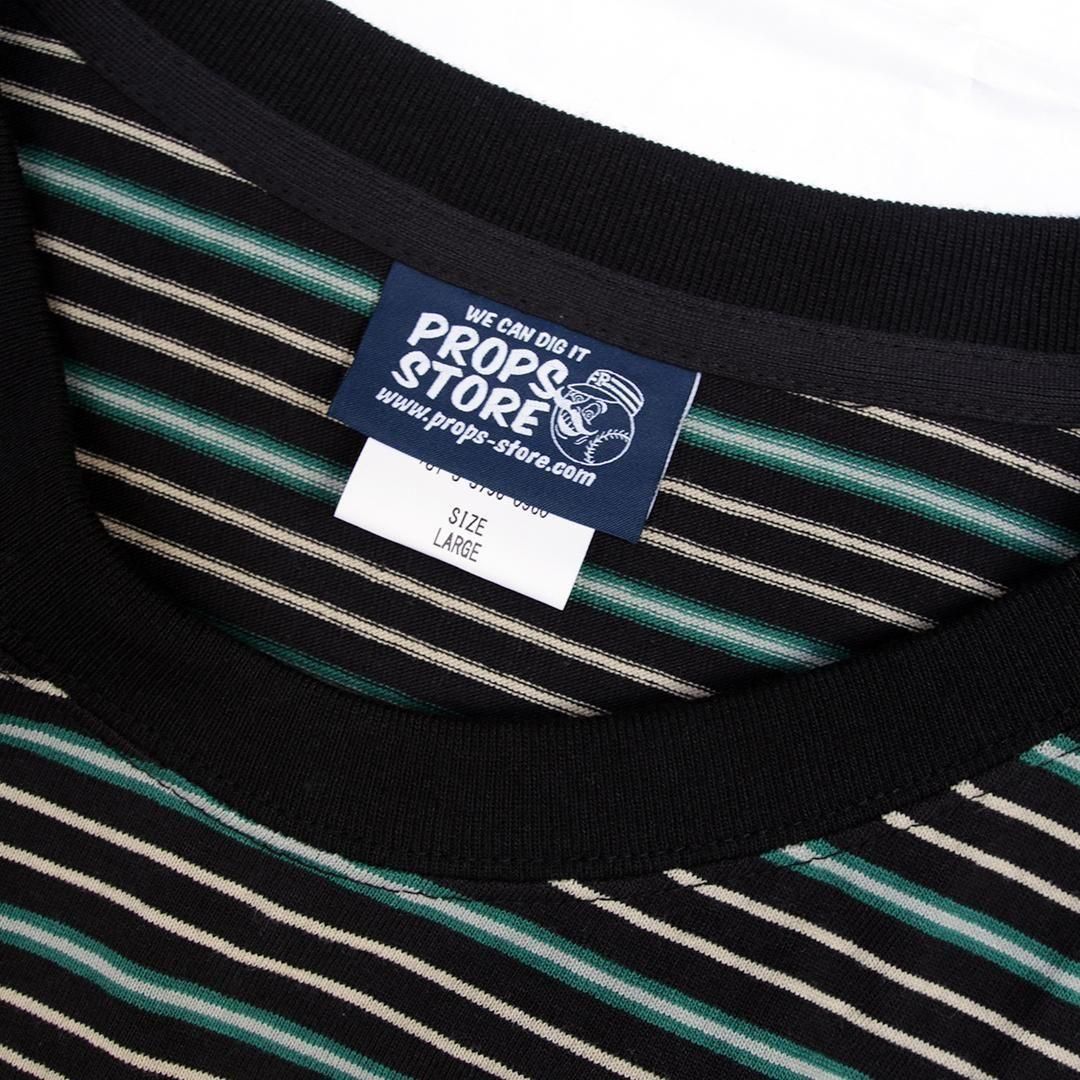 WE CAN DIG IT
PROPS
STORE
www.props-store.com
SIZE
LARGE